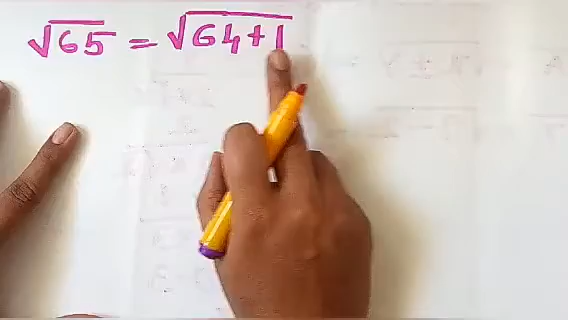 √65 = √64+1